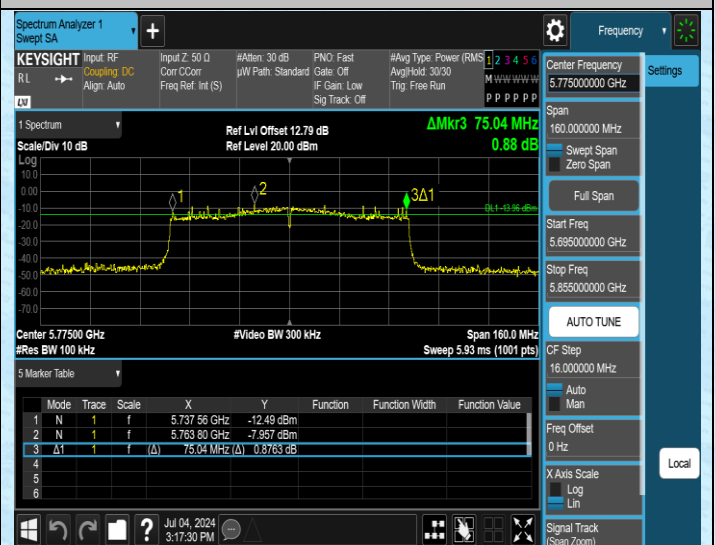 Spectrum Analyzer 1
Swept SA
Frequency
KEYSIGHT
RL
LXI
Input: RF
Coupling: DC
Align: Auto
Input Z: 50 Ω
Corr CCorr
Freq Ref: Int (S)
#Atten: 30 dB
µW Path: Standard
PNO: Fast
Gate: Off
IF Gain: Low
Sig Track: Off
#Avg Type: Power (RMS
Avg|Hold: 30/30
Trig: Free Run
1 2 3 4 5 6
M W W W W W
P P P P P P
Center Frequency
5.775000000 GHz
Settings
Span
160.000000 MHz
Swept Span
Zero Span
Full Span
Start Freq
5.695000000 GHz
Stop Freq
5.855000000 GHz
AUTO TUNE
CF Step
16.000000 MHz
Auto
Man
Freq Offset
0 Hz
X Axis Scale
Log
Lin
Signal Track
(Span Zoom)
Local
1 Spectrum
Scale/Div 10 dB
Ref Lvl Offset 12.79 dB
Ref Level 20.00 dBm
ΔMkr3 75.04 MHz
0.88 dB
Log
10.0
0.00
-10.0
-20.0
-30.0
-40.0
-50.0
-60.0
-70.0
1
2
3Δ1
DL1 -13.96 dBm
Center 5.77500 GHz
#Video BW 300 kHz
Span 160.0 MHz
#Res BW 100 kHz
Sweep 5.93 ms (1001 pts)
5 Marker Table
Mode Trace Scale X Y Function Function Width Function Value
1 N 1 f 5.737 56 GHz -12.49 dBm
2 N 1 f 5.763 80 GHz -7.957 dBm
3 Δ1 1 f (Δ) 75.04 MHz (Δ) 0.8763 dB
4
5
6
?
Jul 04, 2024
3:17:30 PM